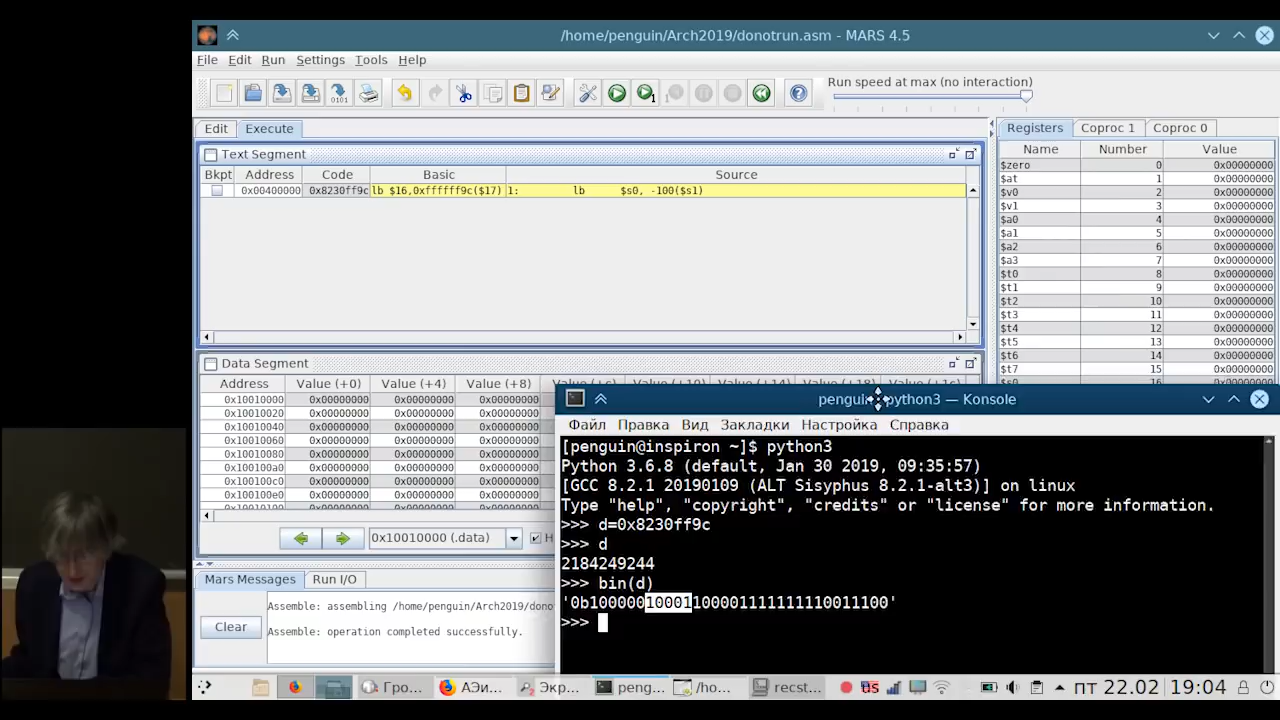 /home/penguin/Arch2019/donotrun.asm - MARS 4.5
File Edit Run Settings Tools Help
Run speed at max (no interaction)
Edit Execute
Registers Coproc 1 Coproc 0
Text Segment
Name Number Value
Bkpt Address Code Basic Source
0x00400000 0x8230ff9c lb $16,0xffffff9c($17) 1: lb $s0, -100($s1)
$zero 0 0x00000000
$at 1 0x00000000
$v0 2 0x00000000
$v1 3 0x00000000
$a0 4 0x00000000
$a1 5 0x00000000
$a2 6 0x00000000
$a3 7 0x00000000
$t0 8 0x00000000
$t1 9 0x00000000
$t2 10 0x00000000
$t3 11 0x00000000
$t4 12 0x00000000
$t5 13 0x00000000
$t6 14 0x00000000
$t7 15 0x00000000
Data Segment
Address Value (+0) Value (+4) Value (+8)
0x10010000 0x00000000 0x00000000 0x00000000
0x10010020 0x00000000 0x00000000 0x00000000
0x10010040 0x00000000 0x00000000 0x00000000
0x10010060 0x00000000 0x00000000 0x00000000
0x10010080 0x00000000 0x00000000 0x00000000
0x100100a0 0x00000000 0x00000000 0x00000000
0x100100c0 0x00000000 0x00000000 0x00000000
0x100100e0 0x00000000 0x00000000 0x00000000
0x10010000 (.data)
Mars Messages Run I/O
Assemble: assembling /home/penguin/Arch2019/dono
Assemble: operation completed successfully.
Clear
python3 — Konsole
Файл Правка Вид Закладки Настройка Справка
[penguin@inspiron ~]$ python3
Python 3.6.8 (default, Jan 30 2019, 09:35:57)
[GCC 8.2.1 20190109 (ALT Sisyphus 8.2.1-alt3)] on linux
Type "help", "copyright", "credits" or "license" for more information.
>>> d=0x8230ff9c
>>> d
2184249244
>>> bin(d)
'0b10000010001100001111111110011100'
>>>
Гро... АЭи... Экр... peng... /ho... recst... us пт 22.02 19:04